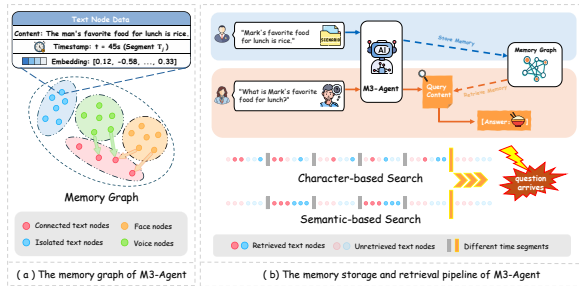 Text Node Data
Content: The man's favorite food for lunch is rice.
Timestamp: t - 45s (Segment Tj)
Embedding: [0.12, -0.58, ..., 0.33]
Memory Graph
Connected text nodes
Face nodes
Isolated text nodes
Voice nodes
( a ) The memory graph of M3-Agent
"Mark's favorite food
for lunch is rice."
SCENARIO
AI
M3-Agent
Store Memory
Memory Graph
"What is Mark's favorite
food for lunch?"
Query
Content
Retrieve Memory
[Answer
Character-based Search
Semantic-based Search
question
arrives
Retrieved text nodes
Unretrieved text nodes
Different time segments
( b ) The memory storage and retrieval pipeline of M3-Agent